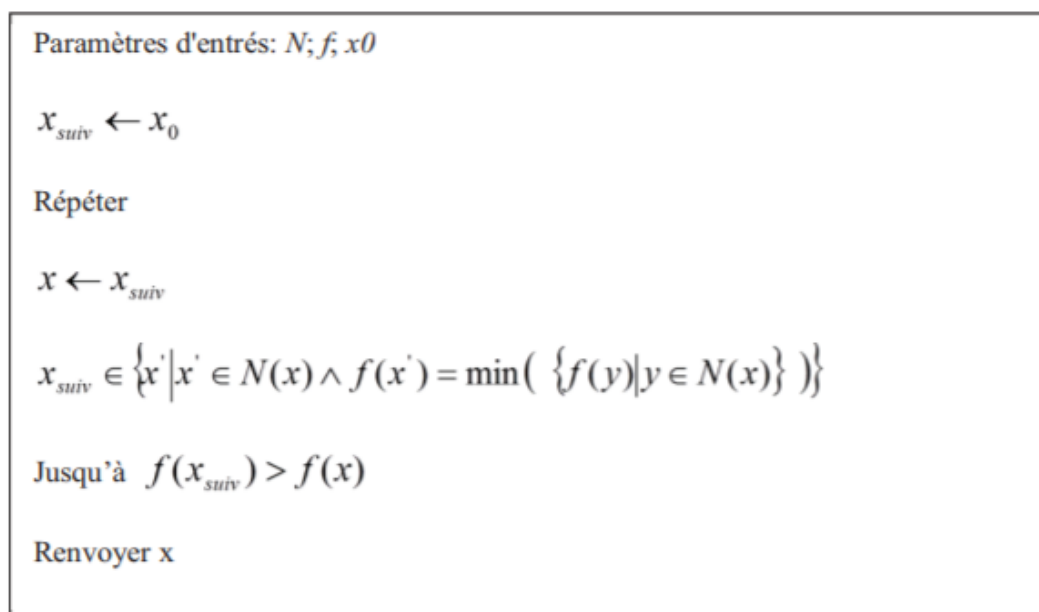 Paramètres d'entrés: N; f; x0
x_suiv ← x_0
Répéter
x ← x_suiv
x_suiv ∈ {x'|x' ∈ N(x) ∧ f(x') = min( {f(y)|y ∈ N(x)} )}
Jusqu'à f(x_suiv) > f(x)
Renvoyer x